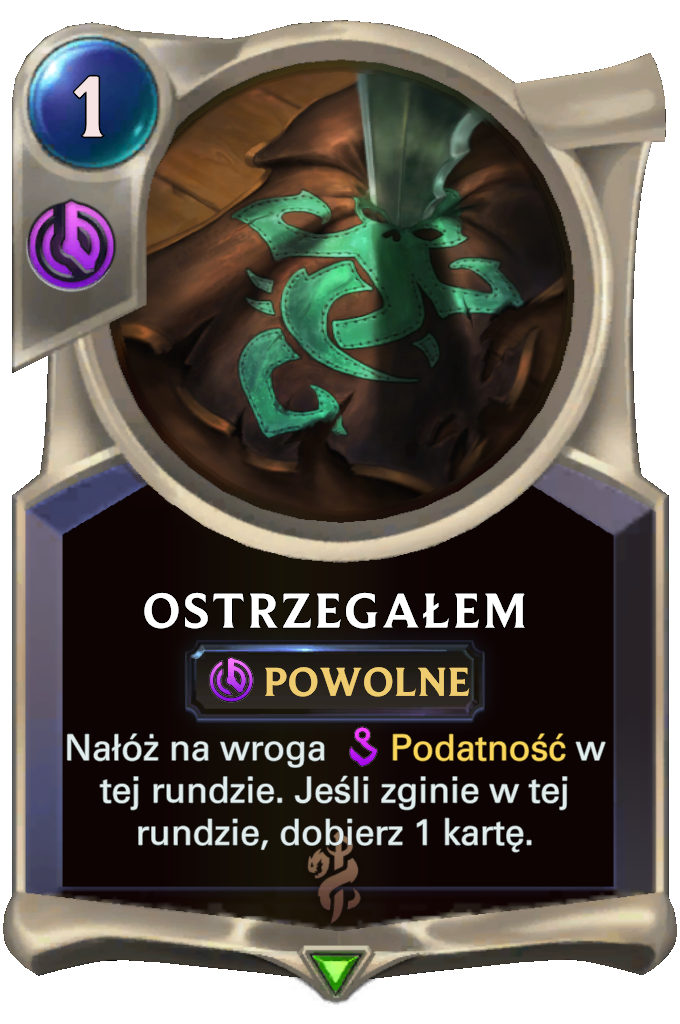 1
OSTRZEGAŁEM
POWOLNE
Nałóż na wroga Podatność w
tej rundzie. Jeśli zginie w tej
rundzie, dobierz 1 kartę.